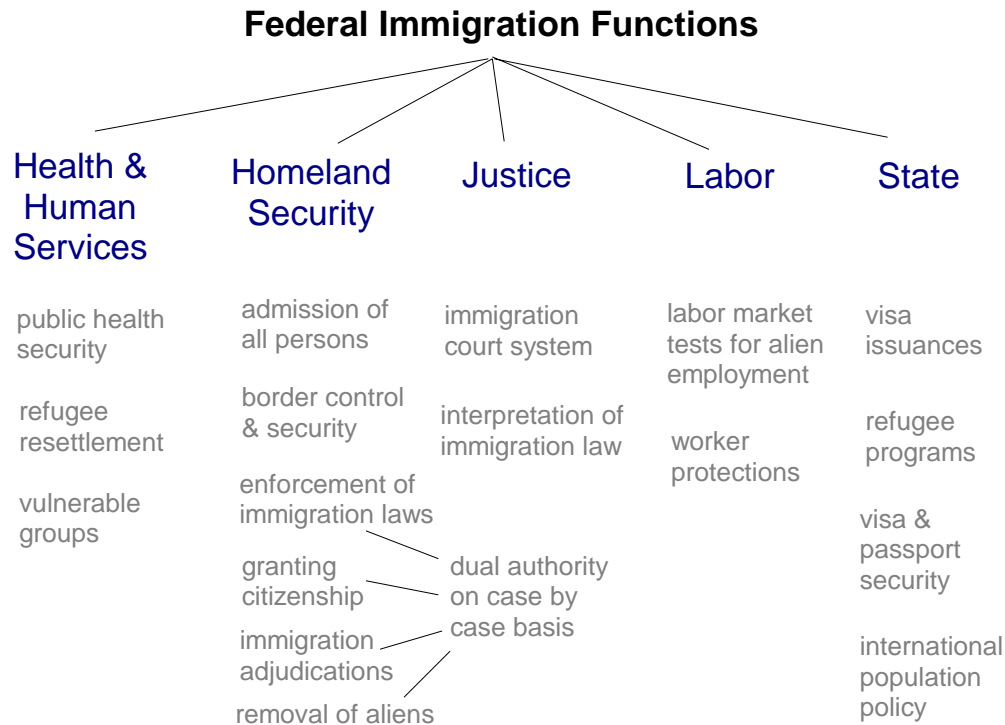 Federal Immigration Functions
Health &
Human
Services
Homeland
Security
Justice
Labor
State
public health
security
refugee
resettlement
vulnerable
groups
admission of
all persons
border control
& security
enforcement of
immigration laws
granting
citizenship
immigration
adjudications
removal of aliens
immigration
court system
interpretation of
immigration law
dual authority
on case by
case basis
labor market
tests for alien
employment
worker
protections
visa
issuances
refugee
programs
visa &
passport
security
international
population
policy